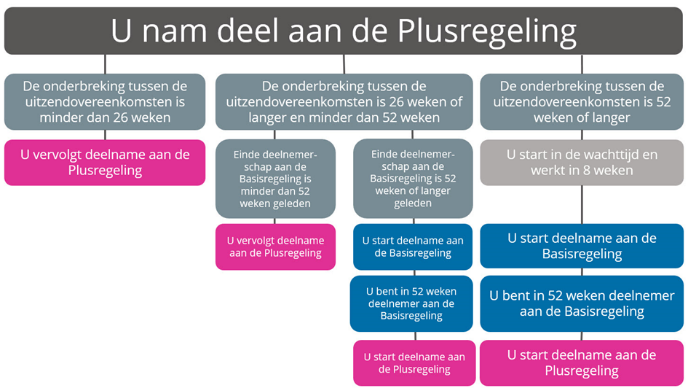 U nam deel aan de Plusregeling
De onderbreking tussen de
uitzendovereenkomsten is
minder dan 26 weken
U vervolgt deelname aan de
Plusregeling
De onderbreking tussen de
uitzendovereenkomsten is 26 weken of
langer en minder dan 52 weken
Einde deelnemer-
schap aan de
Basisregeling is
minder dan 52
weken geleden
U vervolgt deelname
aan de Plusregeling
Einde deelnemer-
schap aan de
Basisregeling is 52
weken of langer
geleden
U start deelname aan
de Basisregeling
U bent in 52 weken
deelnemer aan de
Basisregeling
U start deelname aan
de Plusregeling
De onderbreking tussen de
uitzendovereenkomsten is 52
weken of langer
U start in de wachttijd en
werkt in 8 weken
U start deelname aan de
Basisregeling
U bent in 52 weken deelnemer
aan de Basisregeling
U start deelname aan de
Plusregeling